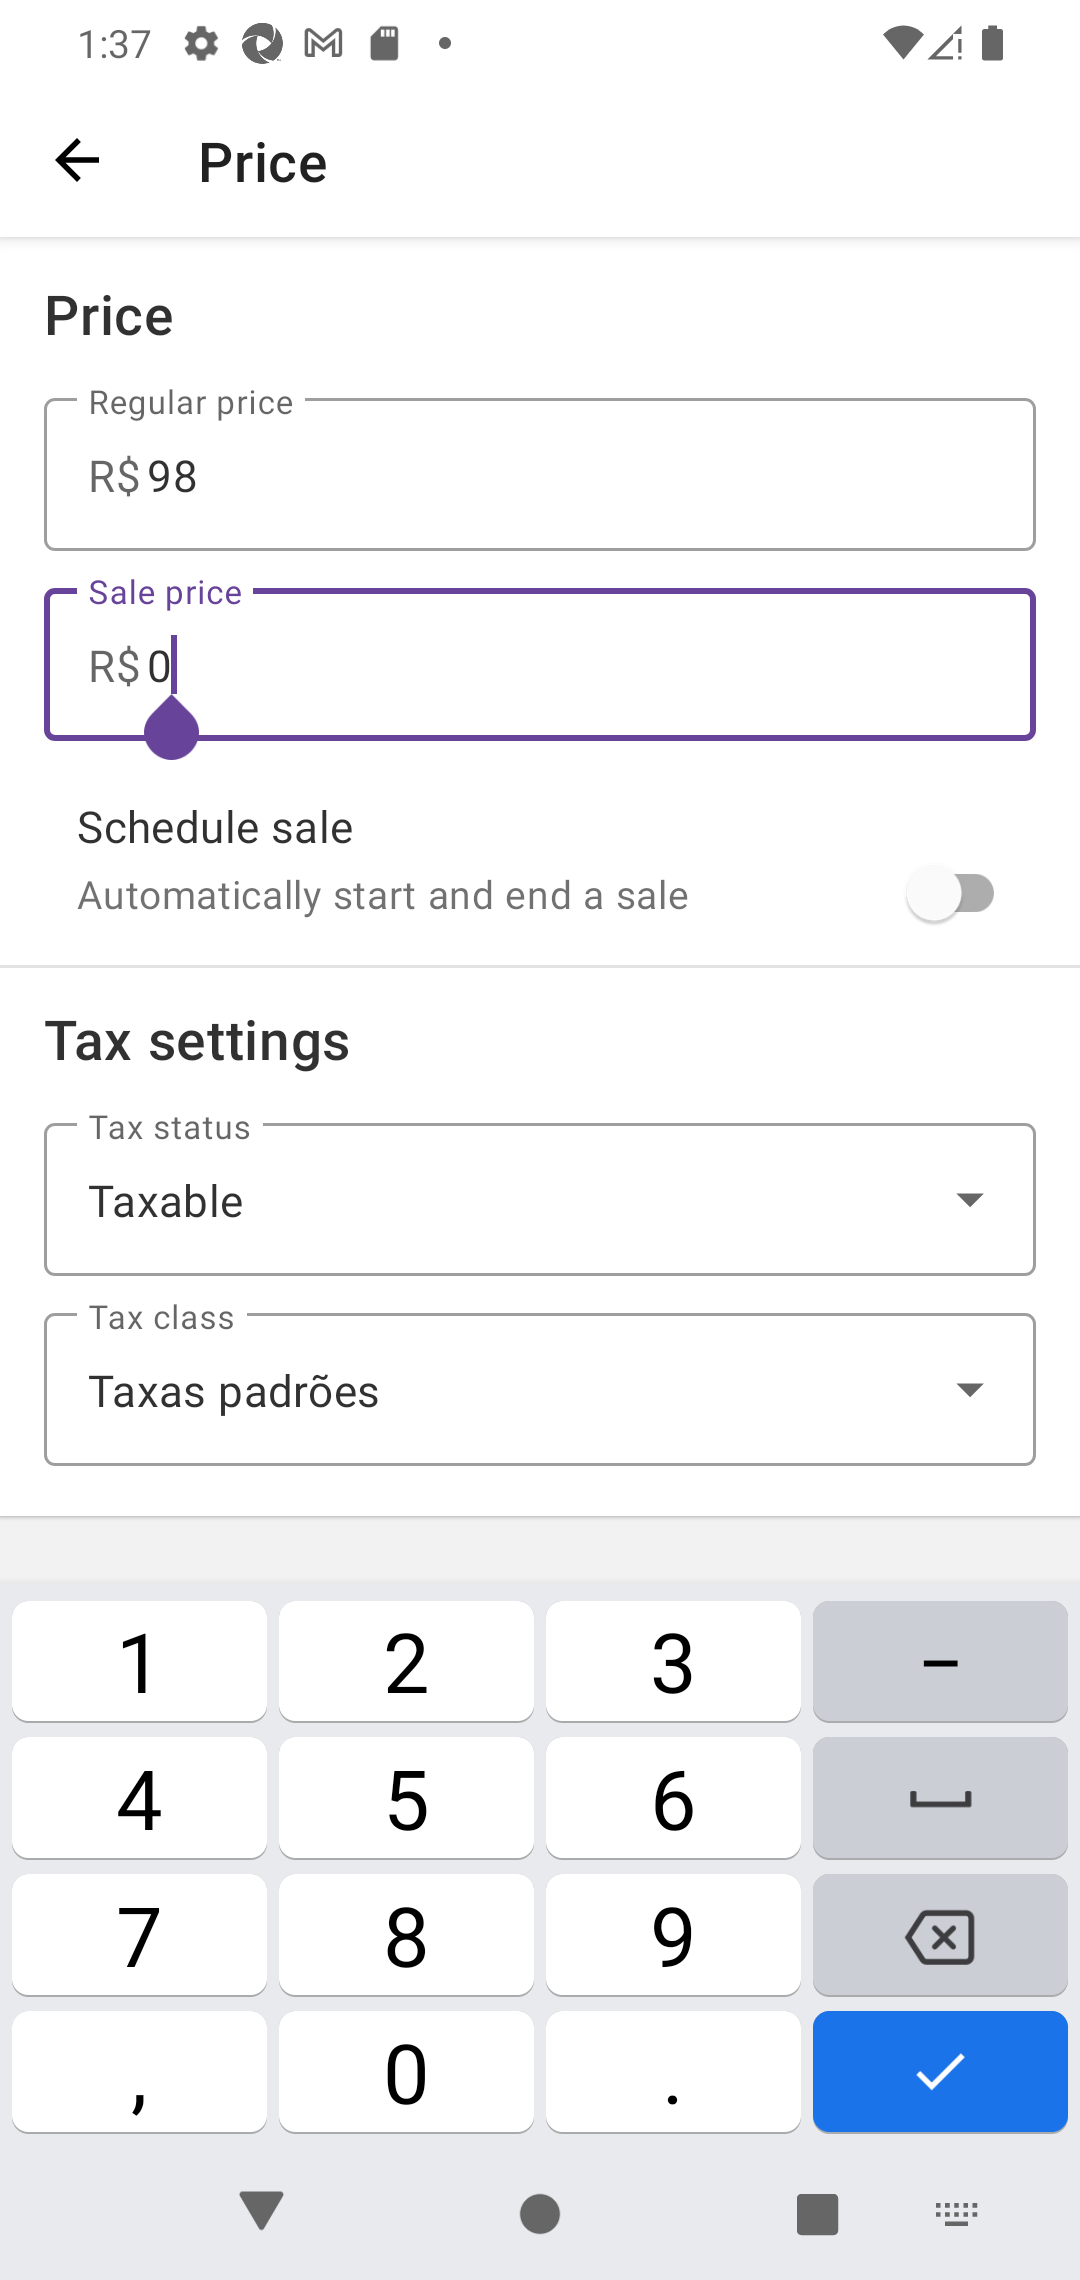 1:37
Price
Price
Regular price
R$ 98
Sale price
R$ 0
Schedule sale
Automatically start and end a sale
Tax settings
Tax status
Taxable
Tax class
Taxas padrões
1 2 3 –
4 5 6
7 8 9
, 0 .